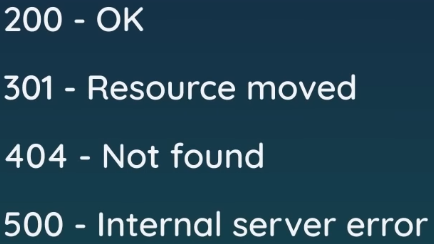 200 - OK
301 - Resource moved
404 - Not found
500 - Internal server error